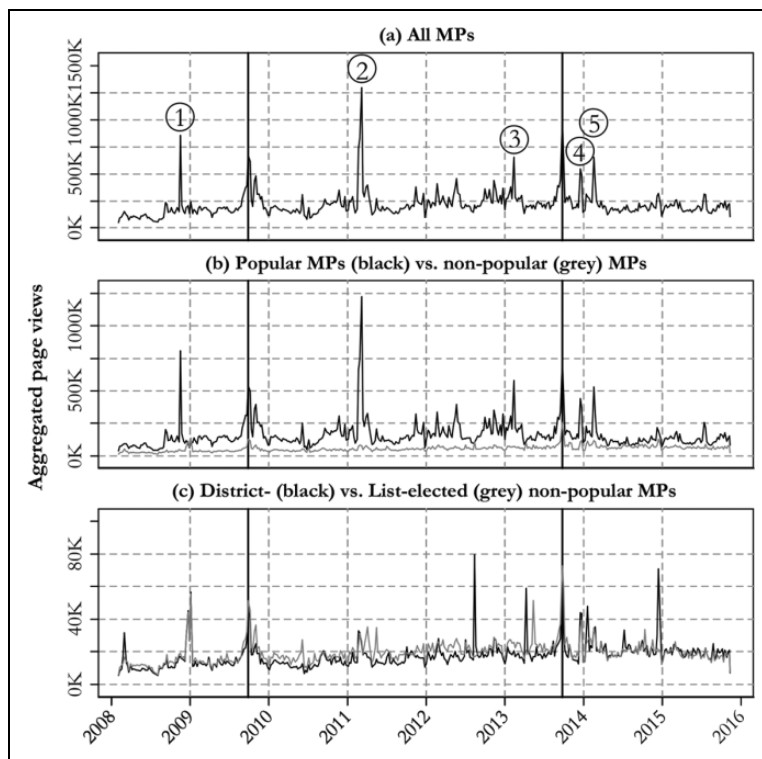 (a) All MPs
1500K
1000K
500K
0K
1
2
3
4
5
(b) Popular MPs (black) vs. non-popular (grey) MPs
1000K
500K
0K
Aggregated page views
(c) District- (black) vs. List-elected (grey) non-popular MPs
80K
40K
0K
2008 2009 2010 2011 2012 2013 2014 2015 2016